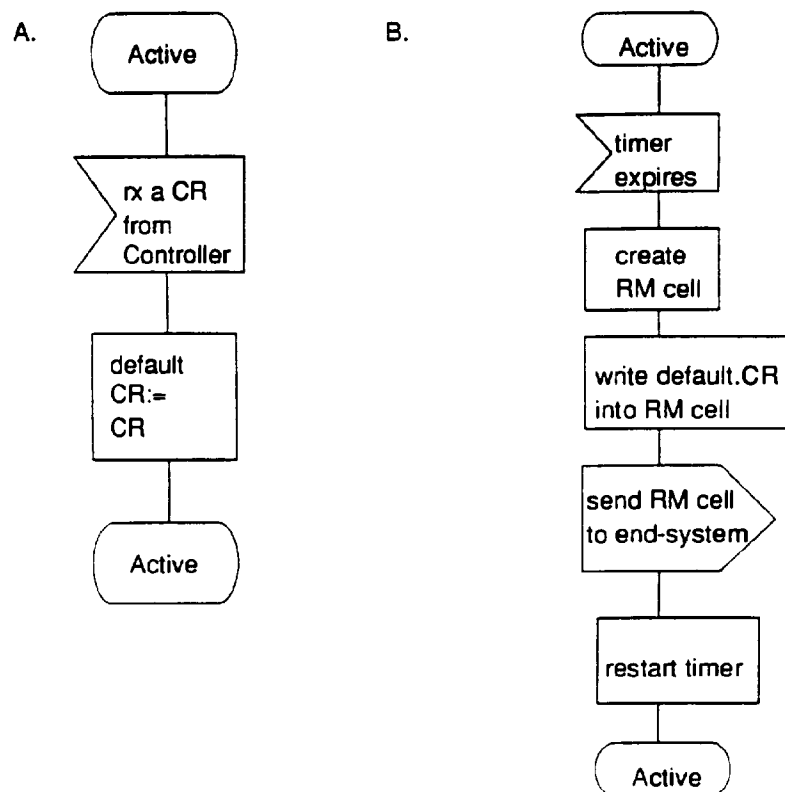 A.
Active
rx a CR
from
Controller
default
CR:=
CR
Active
B.
Active
timer
expires
create
RM cell
write default.CR
into RM cell
send RM cell
to end-system
restart timer
Active